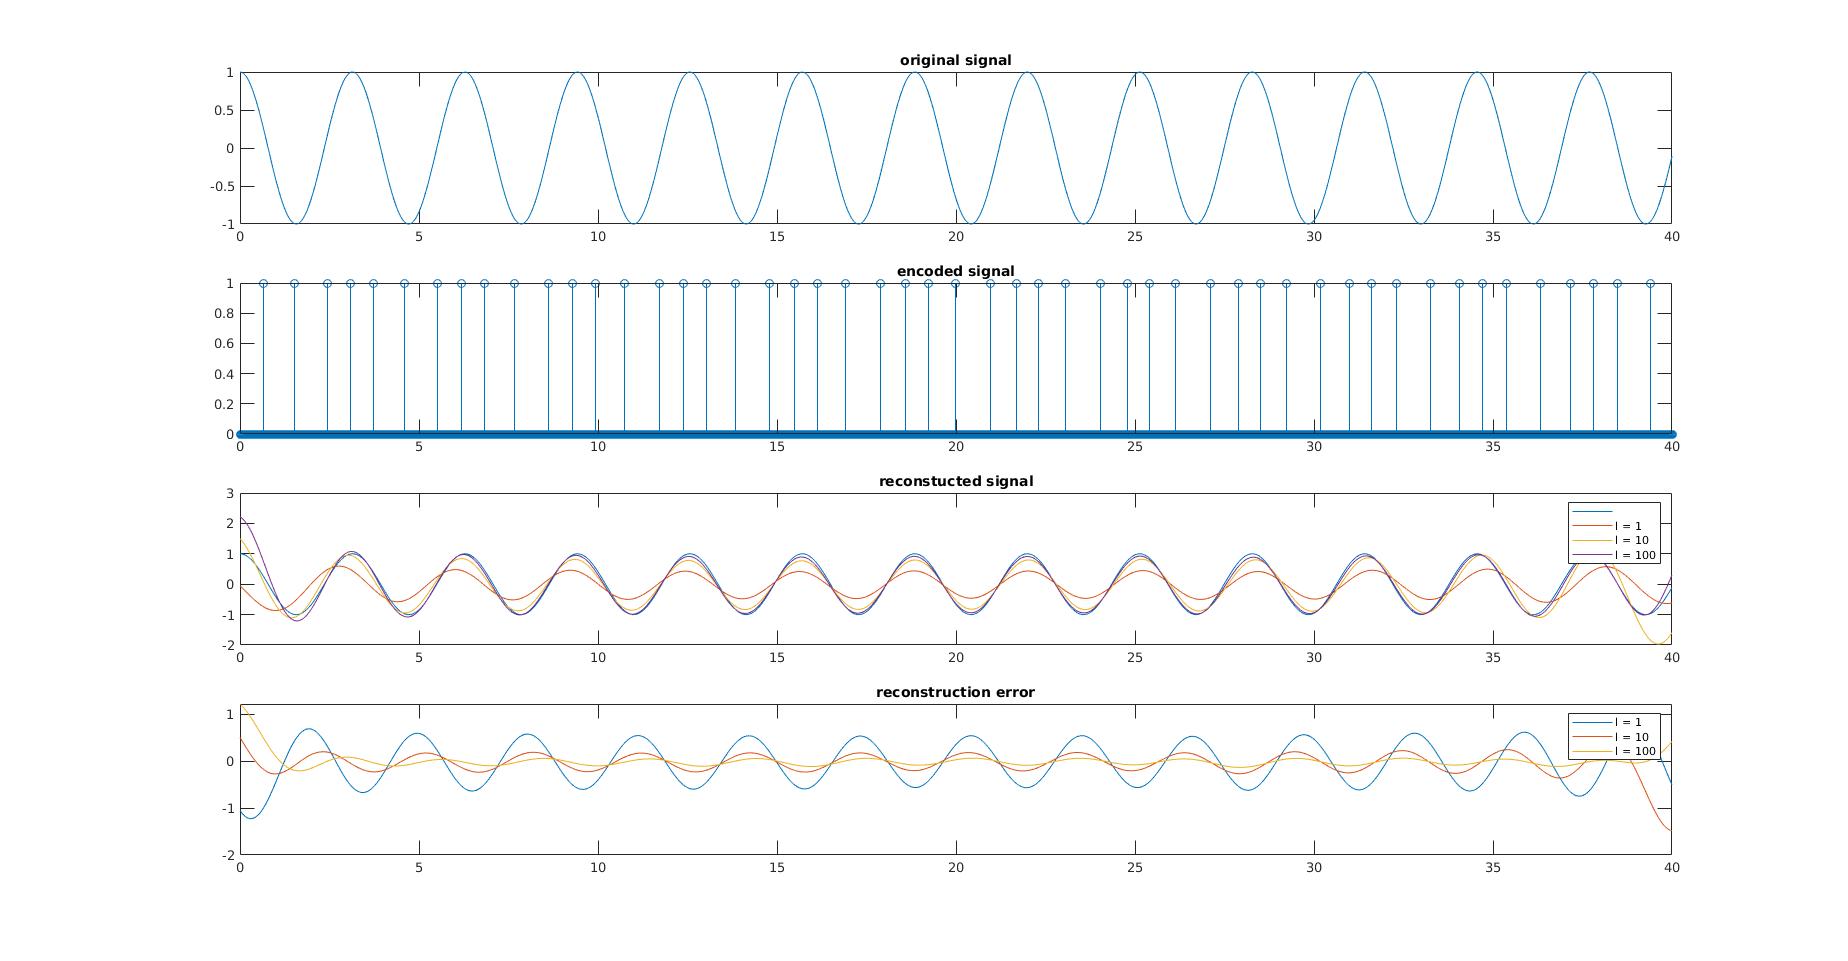 original signal
1
0.5
0
-0.5
-1
0 5 10 15 20 25 30 35 40
encoded signal
1
0.8
0.6
0.4
0.2
0
0 5 10 15 20 25 30 35 40
reconstucted signal
3
2
1
0
-1
-2
l = 1
l = 10
l = 100
0 5 10 15 20 25 30 35 40
reconstruction error
1
0
-1
-2
l = 1
l = 10
l = 100
0 5 10 15 20 25 30 35 40